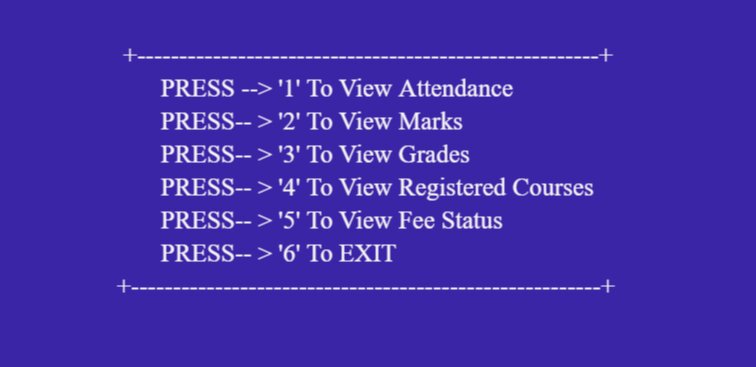 +--------------------------------------------------------+
PRESS --> '1' To View Attendance
PRESS-- > '2' To View Marks
PRESS-- > '3' To View Grades
PRESS-- > '4' To View Registered Courses
PRESS-- > '5' To View Fee Status
PRESS-- > '6' To EXIT
+---------------------------------------------------------+